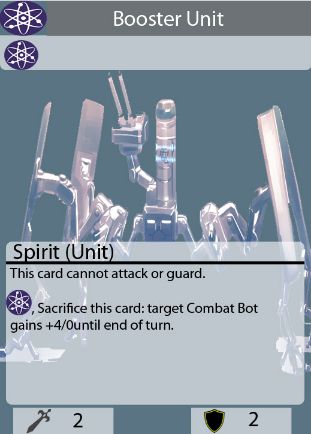 Booster Unit
Spirit (Unit)
This card cannot attack or guard.
, Sacrifice this card: target Combat Bot
gains +4/0until end of turn.
2
2